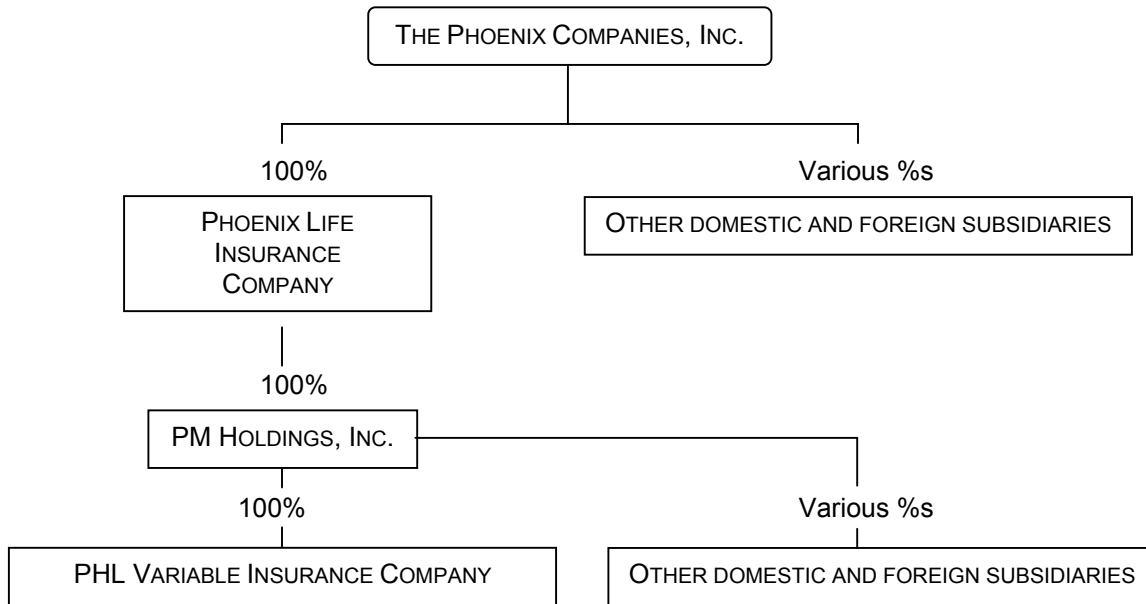 THE PHOENIX COMPANIES, INC.
100%
Various %s
PHOENIX LIFE
INSURANCE
COMPANY
OTHER DOMESTIC AND FOREIGN SUBSIDIARIES
100%
PM HOLDINGS, INC.
100%
Various %s
PHL VARIABLE INSURANCE COMPANY
OTHER DOMESTIC AND FOREIGN SUBSIDIARIES